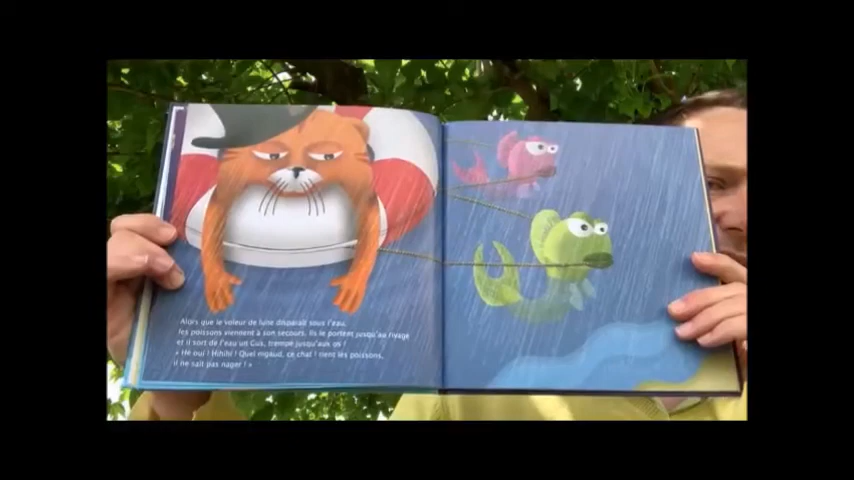 Alors que le voleur de lune disparaît sous l'eau,
les poissons viennent à son secours. Ils le portent jusqu'au rivage
et il sort de l'eau un Gus, trempé jusqu'aux os !
« Hé oui ! Hihihi ! Quel nigaud, ce chat ! rient les poissons,
il ne sait pas nager ! »